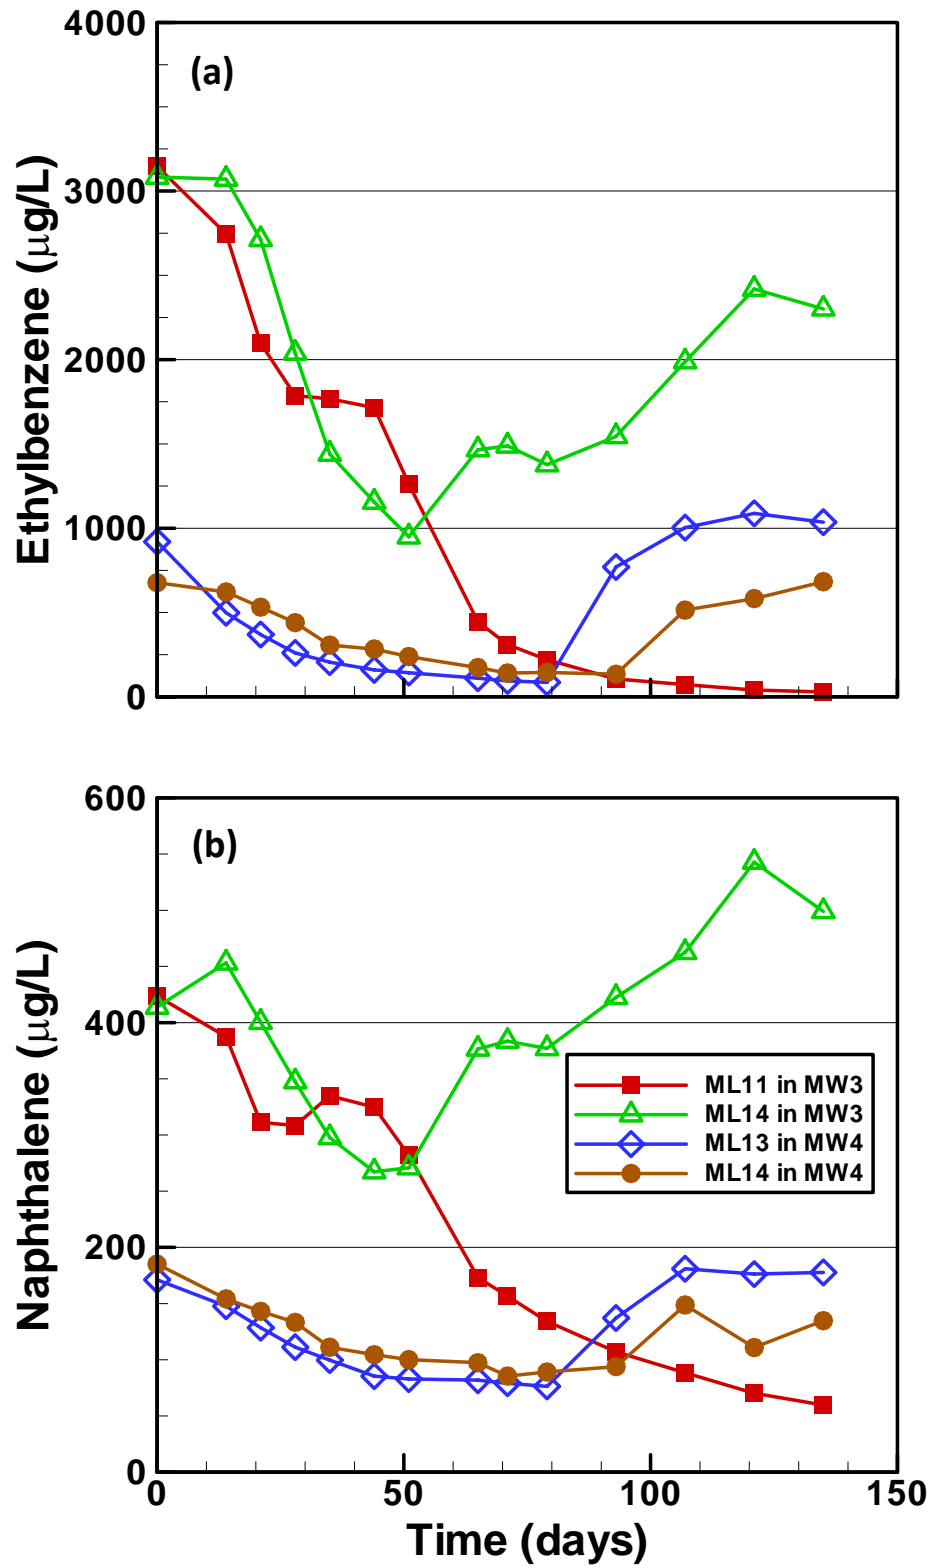 4000
(a)
3000
2000
1000
0
Ethylbenzene (μg/L)
600
(b)
400
200
0
Naphthalene (μg/L)
ML11 in MW3
ML14 in MW3
ML13 in MW4
ML14 in MW4
0 50 100 150
Time (days)